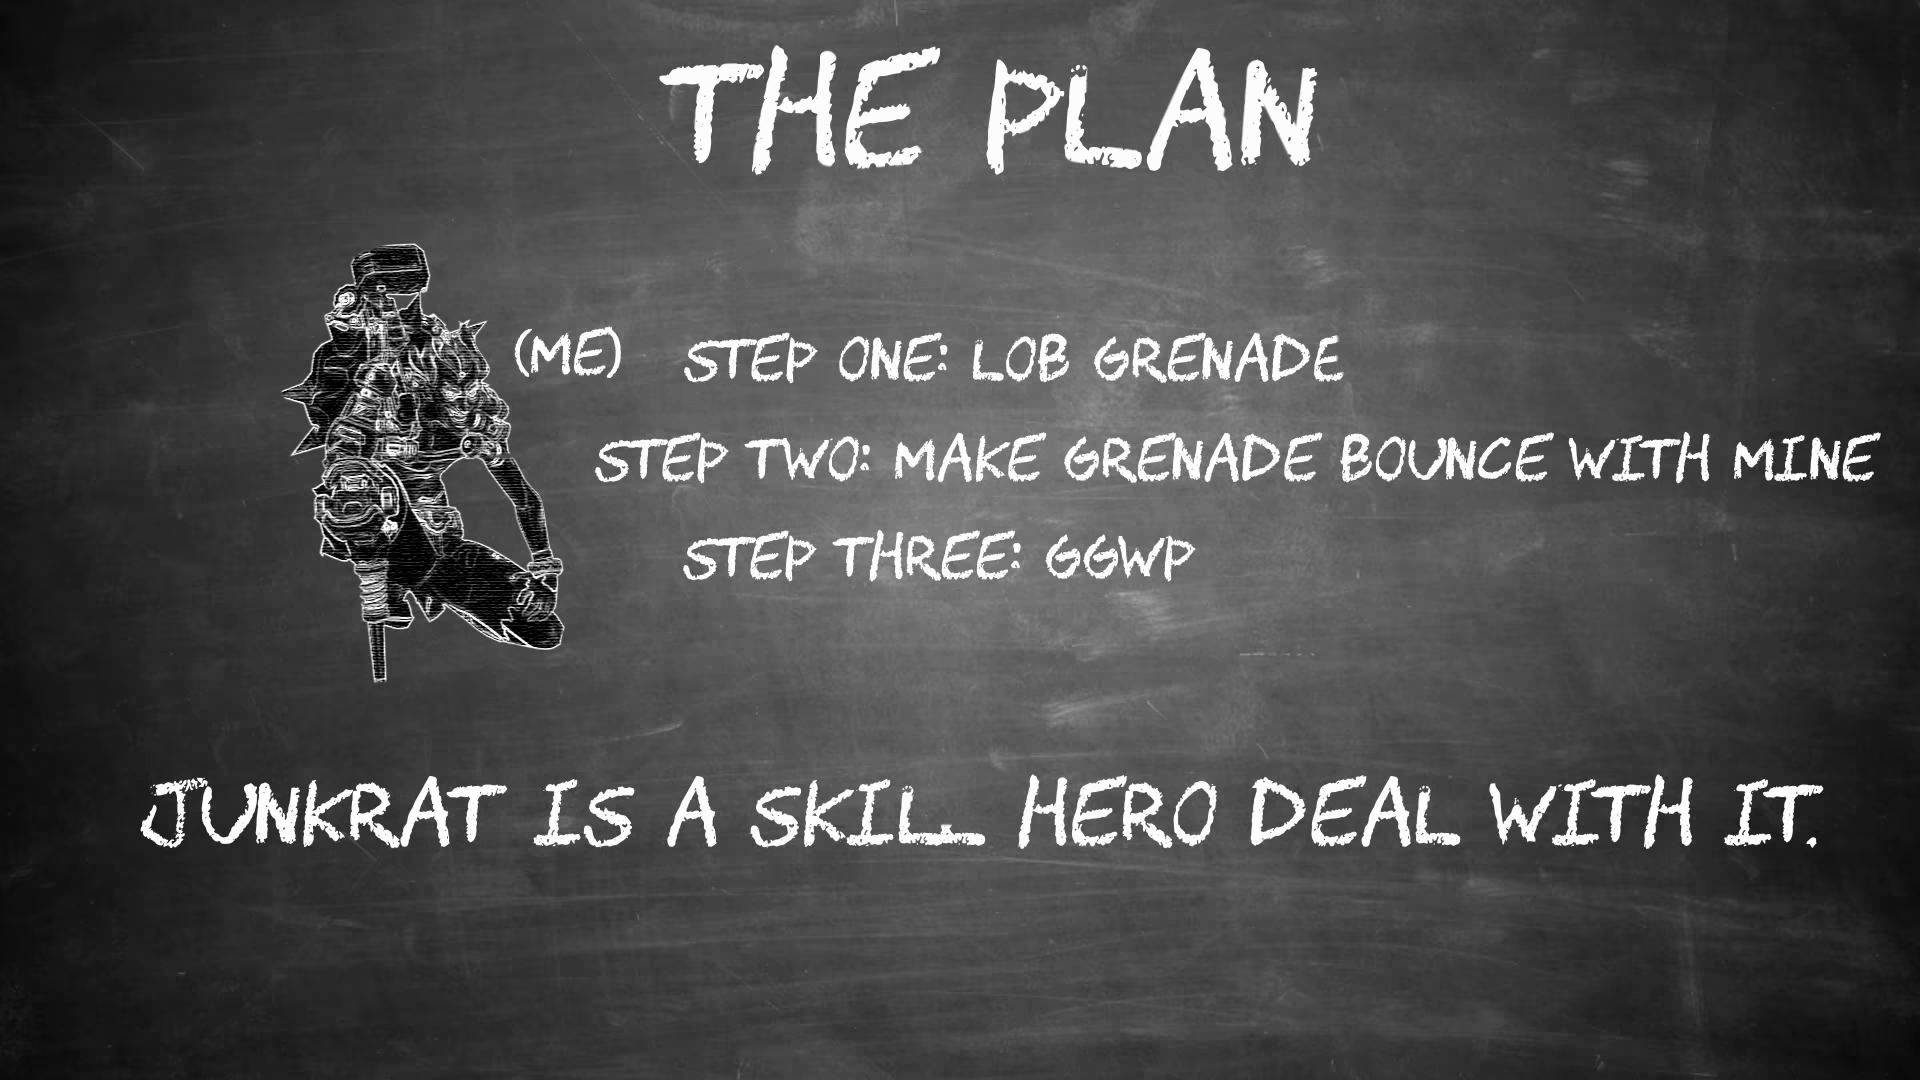 THE PLAN
(ME) STEP ONE: LOB GRENADE
STEP TWO: MAKE GRENADE BOUNCE WITH MINE
STEP THREE: GGWP
JUNKRAT IS A SKILL HERO DEAL WITH IT.